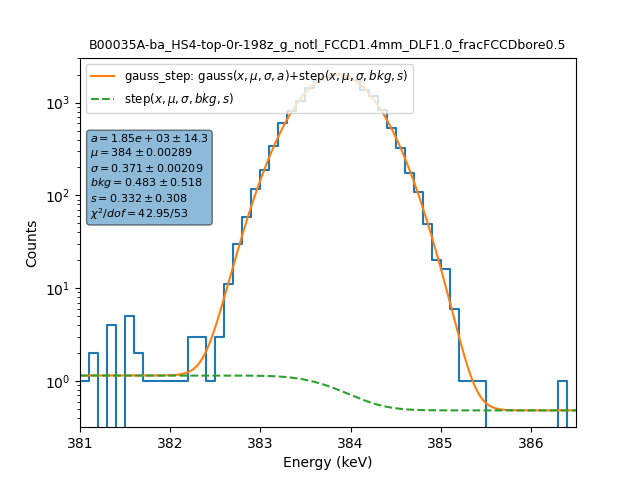 B00035A-ba_HS4-top-0r-198z_g_notl_FCCD1.4mm_DLF1.0_fracFCCDbore0.5
gauss_step: gauss(x, μ, σ, a)+step(x, μ, σ, bkg, s)
step(x, μ, σ, bkg, s)
a = 1.85e + 03 ± 14.3
μ = 384 ± 0.00289
σ = 0.371 ± 0.00209
bkg = 0.483 ± 0.518
s = 0.332 ± 0.308
χ²/dof = 42.95/53
Counts
10³
10²
10¹
10⁰
381 382 383 384 385 386
Energy (keV)